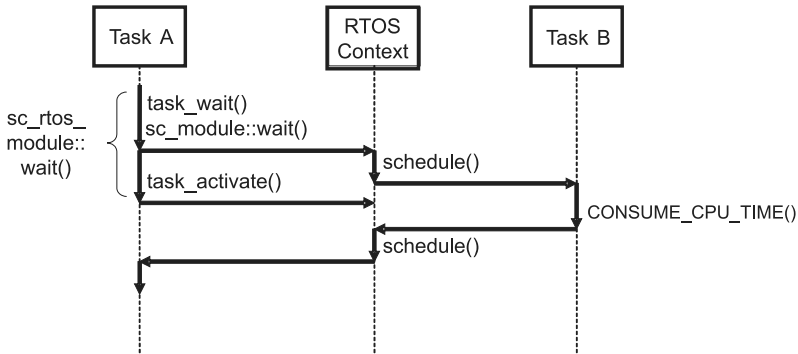 Task A
RTOS
Context
Task B
sc_rtos_
module::
wait()
task_wait()
sc_module::wait()
schedule()
task_activate()
CONSUME_CPU_TIME()
schedule()